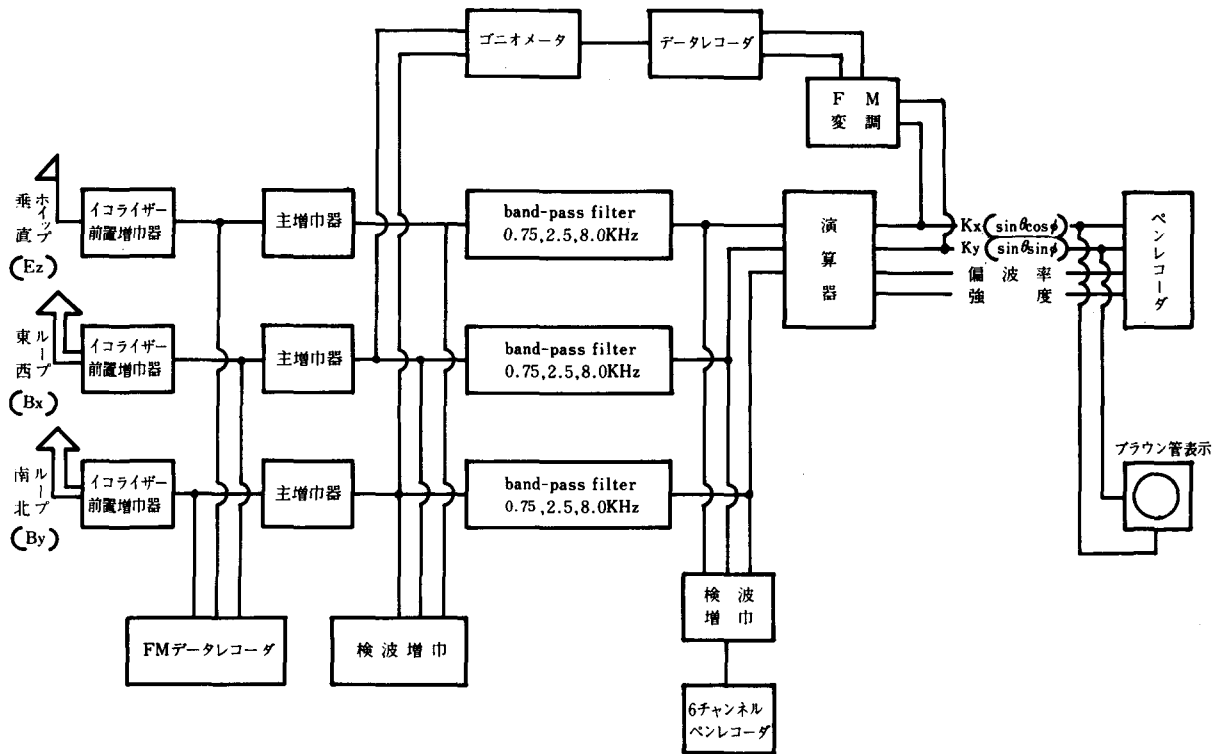 ゴニオメータ
データレコーダ
F M
変 調
垂直
ホイップ
(Ez)
イコライザー
前置増巾器
主増巾器
band-pass filter
0.75,2.5,8.0KHz
演算器
Kx(sinθcosφ)
Ky(sinθsinφ)
偏 波 率
強 度
ペンレコーダ
東西
ループ
(Bx)
イコライザー
前置増巾器
主増巾器
band-pass filter
0.75,2.5,8.0KHz
南北
ループ
(By)
イコライザー
前置増巾器
主増巾器
band-pass filter
0.75,2.5,8.0KHz
ブラウン管表示
FMデータレコーダ
検 波 増 巾
検 波
増 巾
6チャンネル
ペンレコーダ